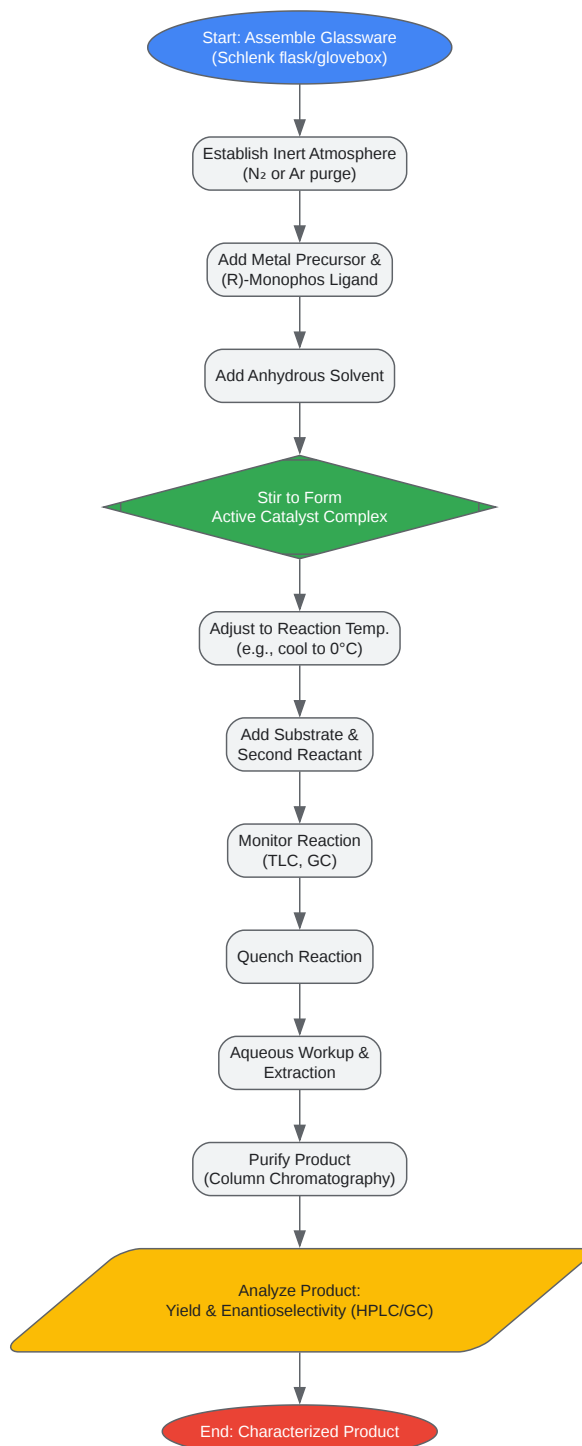 Start: Assemble Glassware
(Schlenk flask/glovebox)
Establish Inert Atmosphere
(N₂ or Ar purge)
Add Metal Precursor &
(R)-Monophos Ligand
Add Anhydrous Solvent
Stir to Form
Active Catalyst Complex
Adjust to Reaction Temp.
(e.g., cool to 0°C)
Add Substrate &
Second Reactant
Monitor Reaction
(TLC, GC)
Quench Reaction
Aqueous Workup &
Extraction
Purify Product
(Column Chromatography)
Analyze Product:
Yield & Enantioselectivity (HPLC/GC)
End: Characterized Product